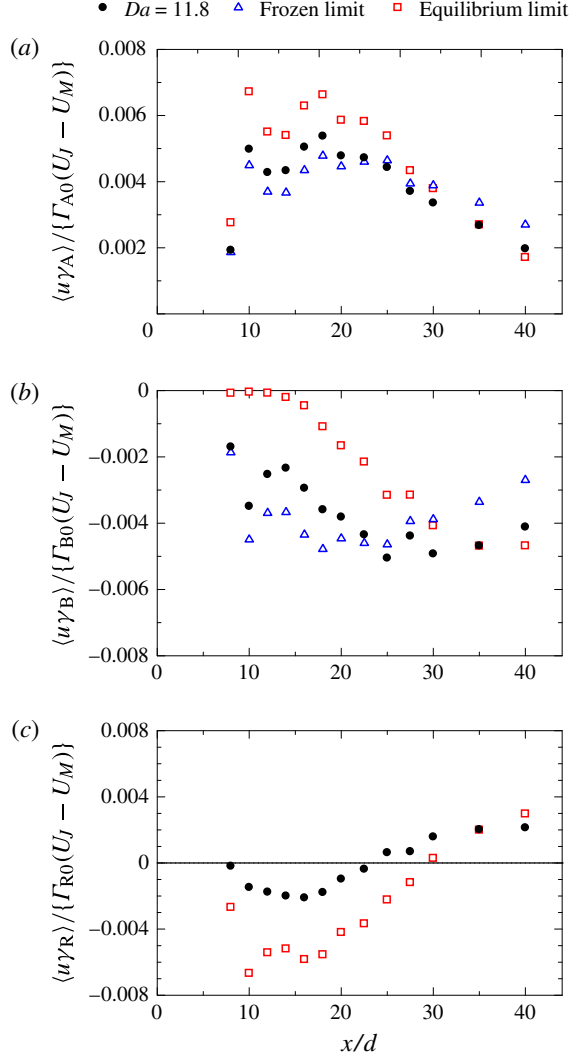 Da = 11.8 Frozen limit Equilibrium limit
(a)
0.008
0.006
0.004
0.002
0 10 20 30 40
⟨uγA⟩/{ΓA0(UJ − UM)}
(b)
0
−0.002
−0.004
−0.006
−0.008
0 10 20 30 40
⟨uγB⟩/{ΓB0(UJ − UM)}
(c)
0.008
0.004
0
−0.004
−0.008
0 10 20 30 40
⟨uγR⟩/{ΓR0(UJ − UM)}
x/d